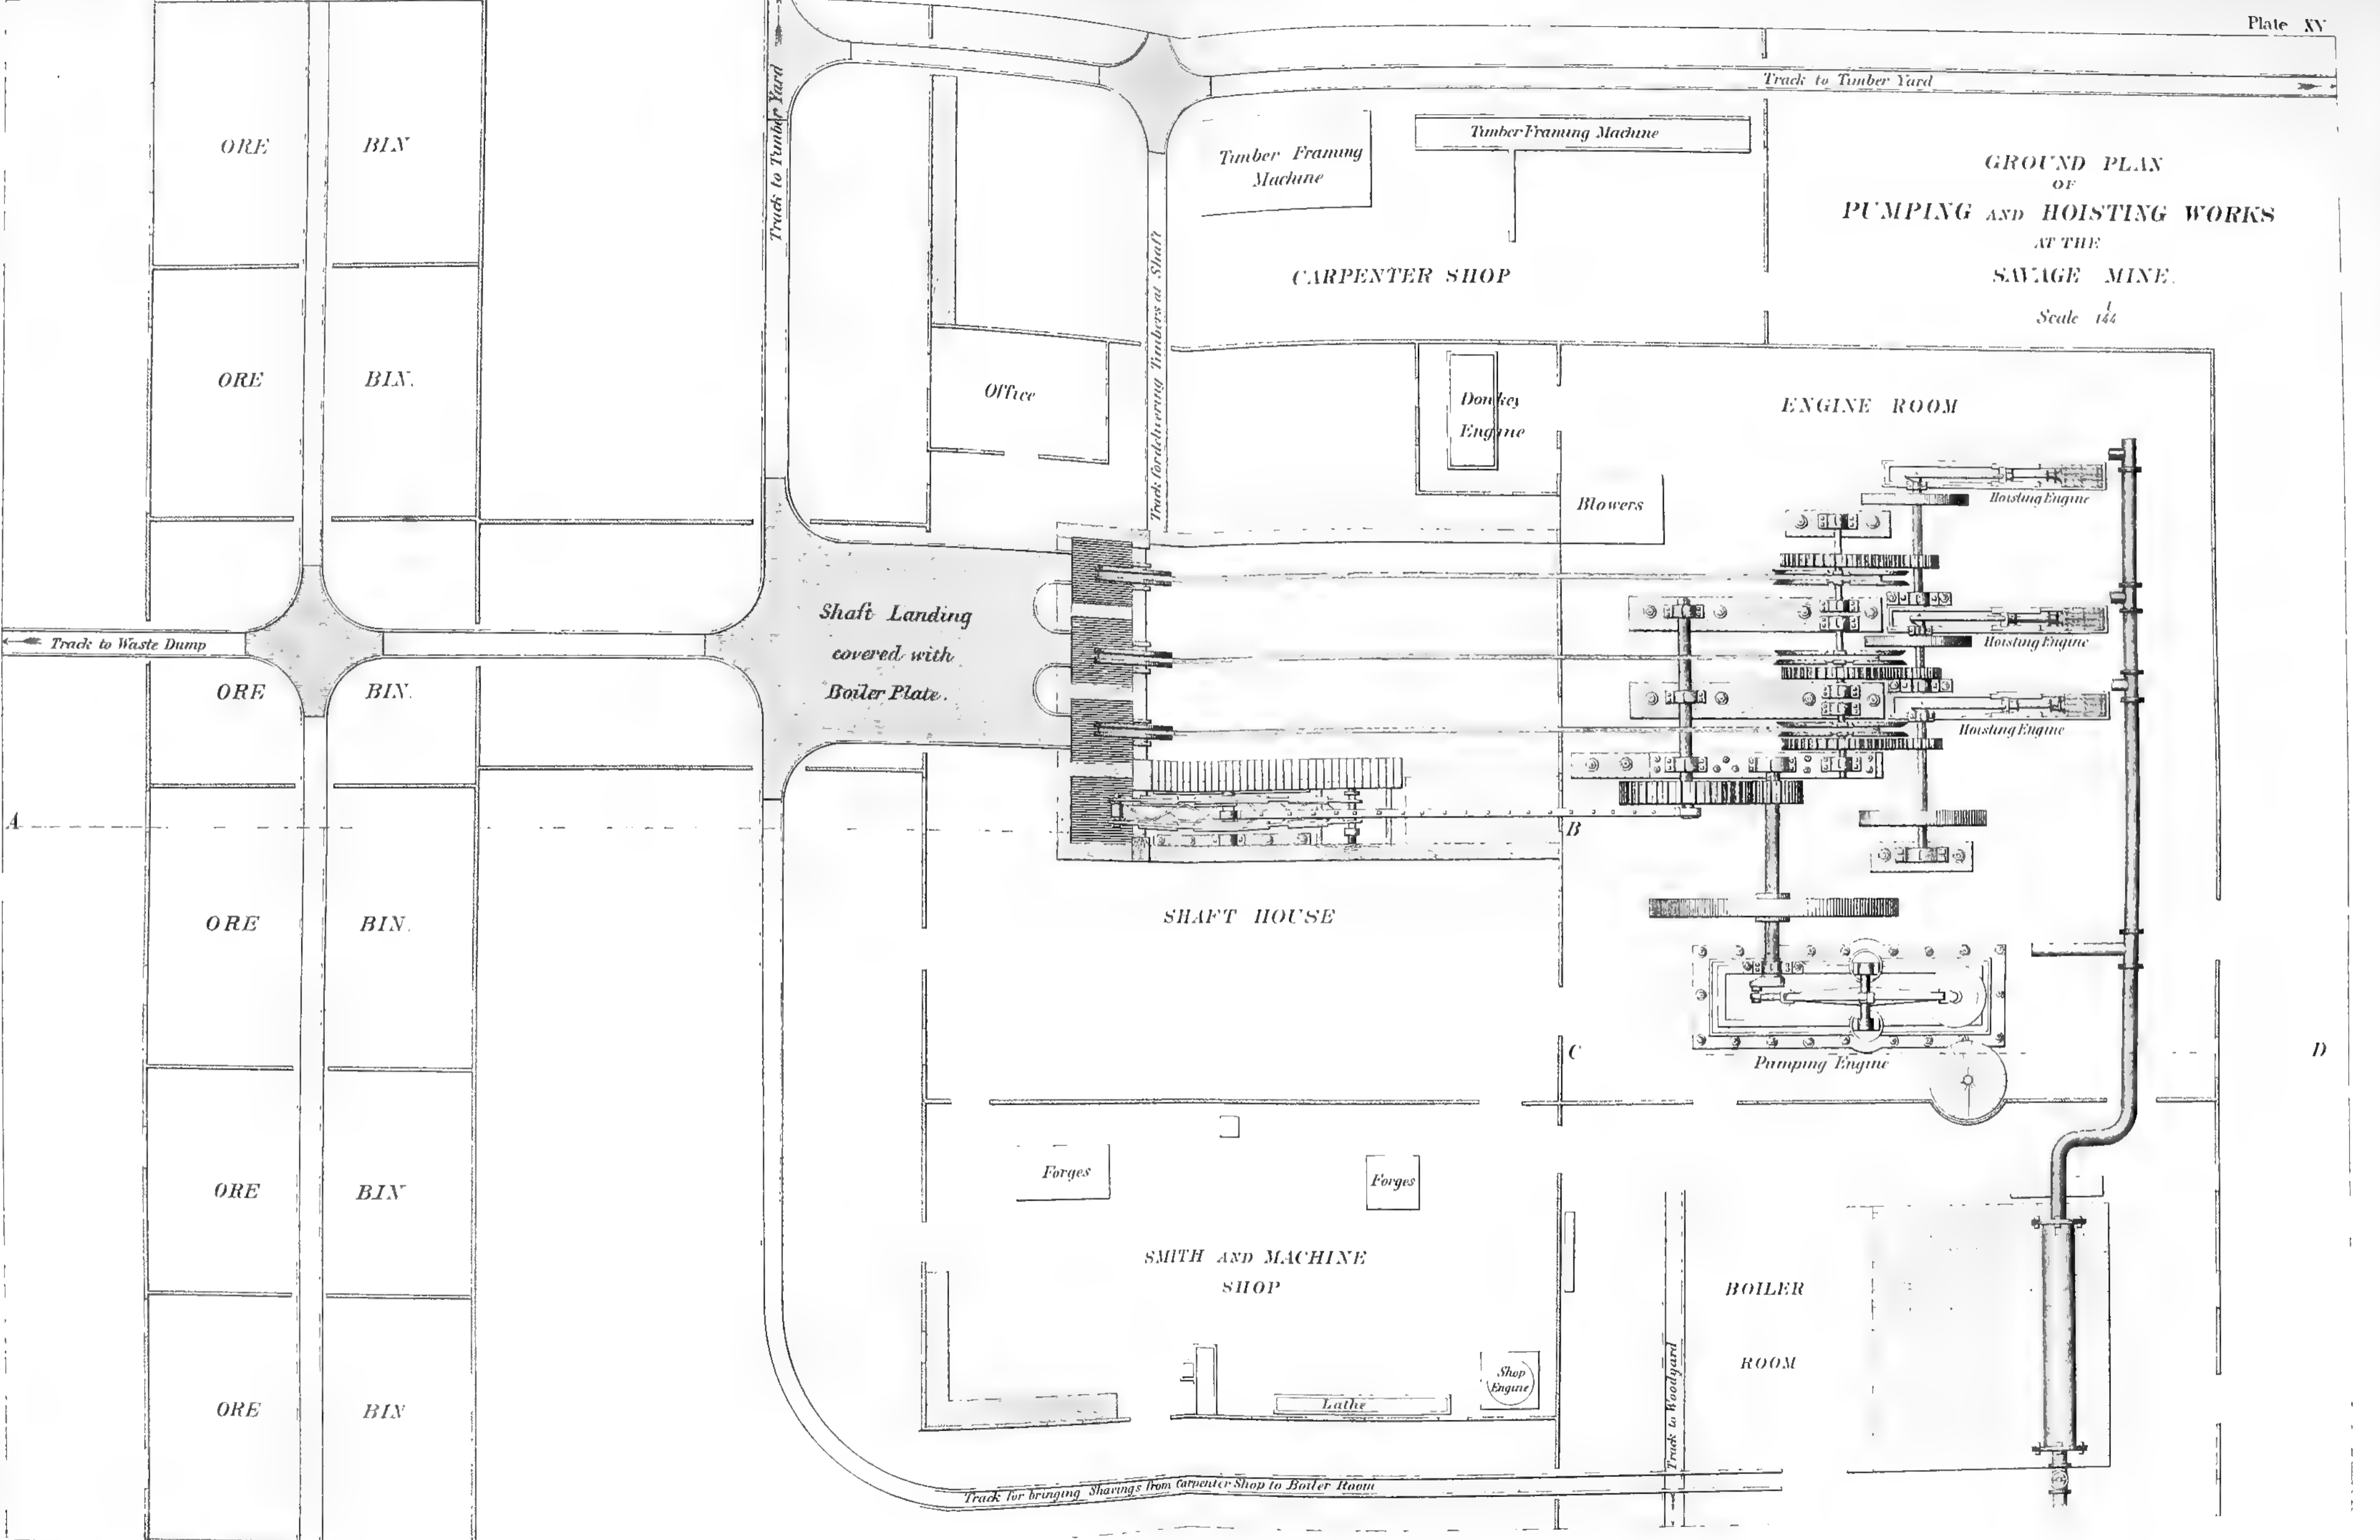 Plate XV
Track to Timber Yard
Track to Timber Yard
ORE BIN
Timber Framing
Machine
Timber Framing Machine
GROUND PLAN
OF
PUMPING AND HOISTING WORKS
AT THE
SAVAGE MINE.
Scale 1/144
CARPENTER SHOP
Track for delivering Timbers at Shaft
ORE BIN.
Office
Donkey
Engine
ENGINE ROOM
Blowers
Hoisting Engine
Shaft Landing
covered with
Boiler Plate.
Hoisting Engine
Track to Waste Dump
ORE BIN.
Hoisting Engine
A
B
ORE BIN.
SHAFT HOUSE
C
D
Pumping Engine
ORE BIN
Forges
Forges
SMITH AND MACHINE
SHOP
BOILER
ROOM
Track to Woodyard
Shop
Engine
Lathe
ORE BIN
Track for bringing Shavings from Carpenter Shop to Boiler Room